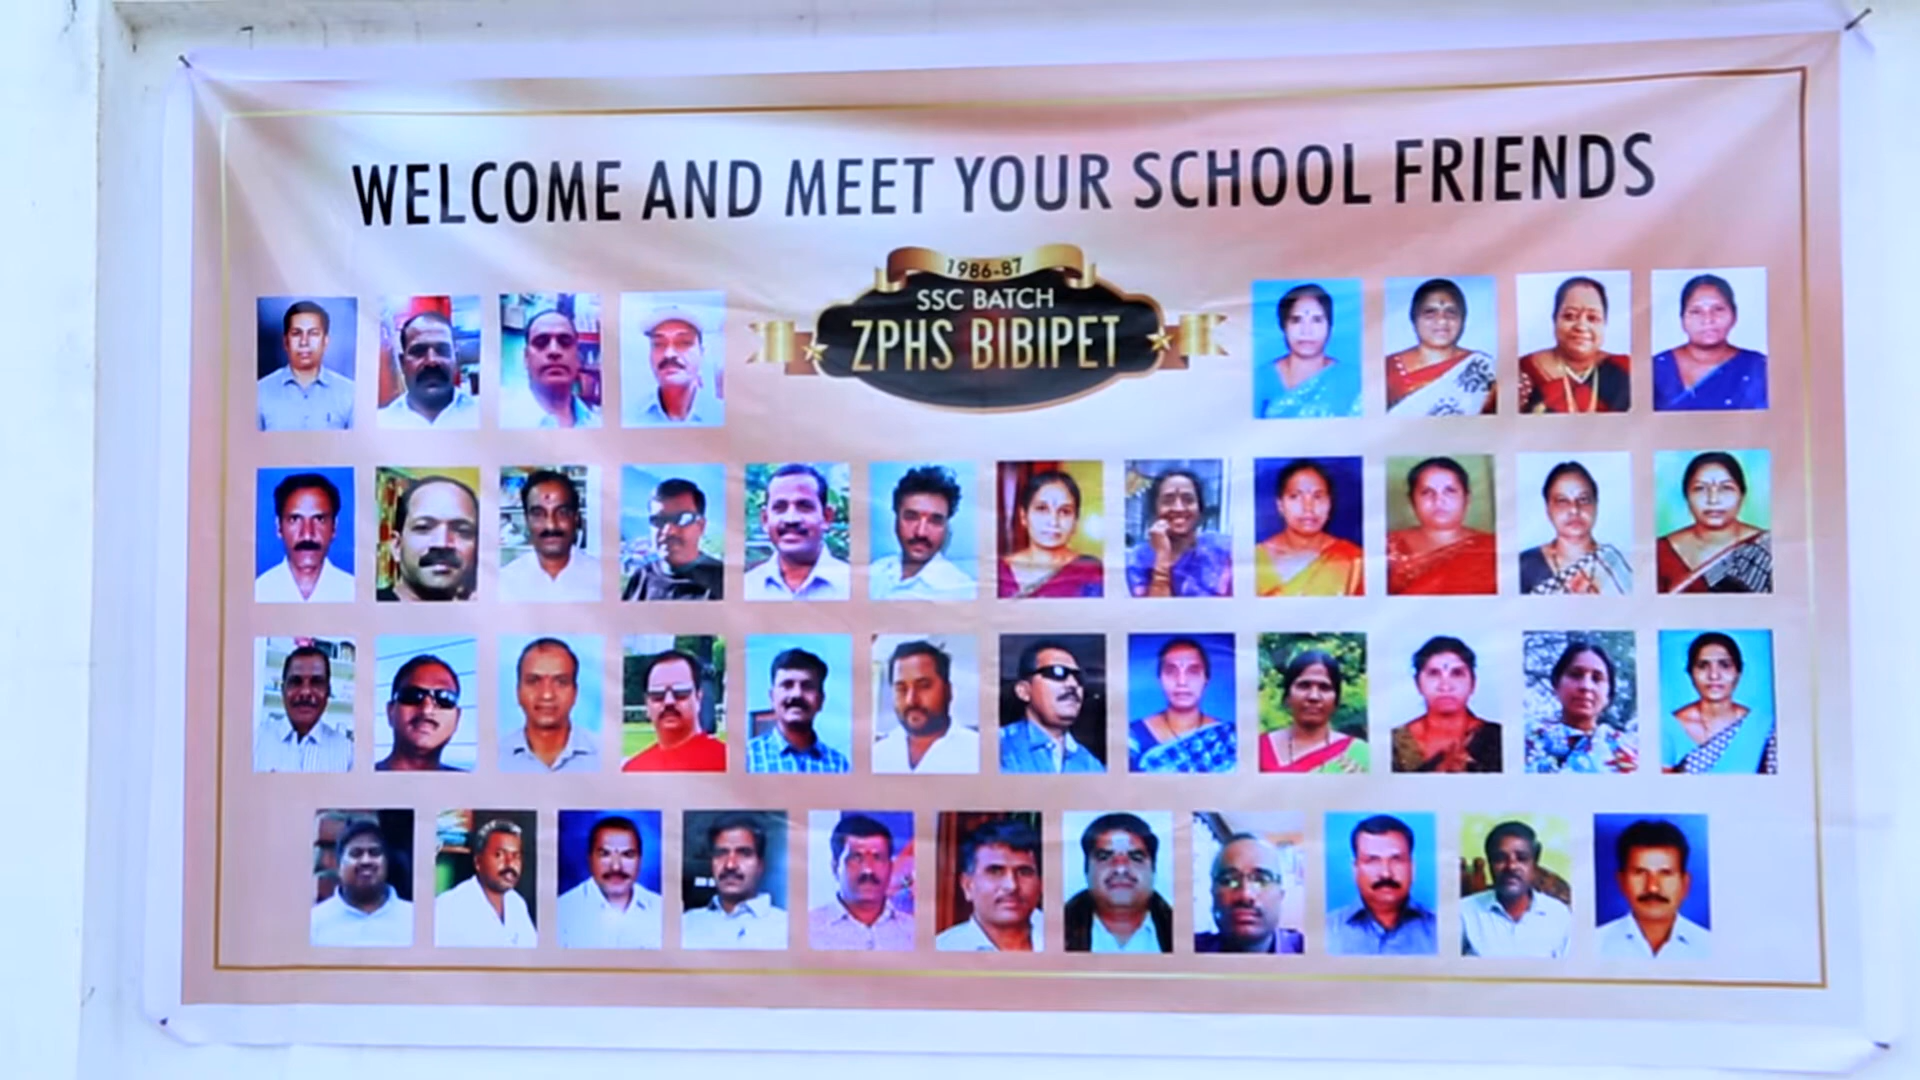 WELCOME AND MEET YOUR SCHOOL FRIENDS
1986-87
SSC BATCH
ZPHS BIBIPET